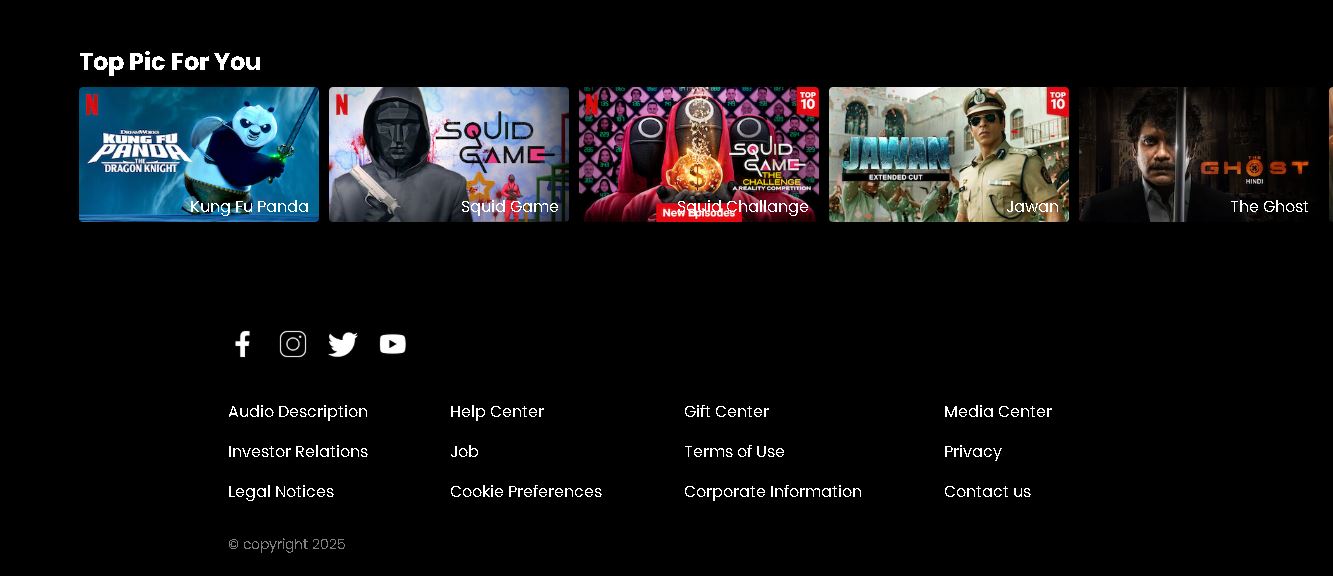 Top Pic For You
N
DREAMWORKS
KUNG FU
PANDA
THE
DRAGON KNIGHT
Kung Fu Panda
N
SQUID
GAME
Squid Game
N
TOP
10
SQUID
GAME
THE
CHALLENGE
A REALITY COMPETITION
New Episodes
Squid Challange
TOP
10
JAWAN
EXTENDED CUT
Jawan
THE
GHOST
HINDI
The Ghost
Audio Description
Help Center
Gift Center
Media Center
Investor Relations
Job
Terms of Use
Privacy
Legal Notices
Cookie Preferences
Corporate Information
Contact us
© copyright 2025